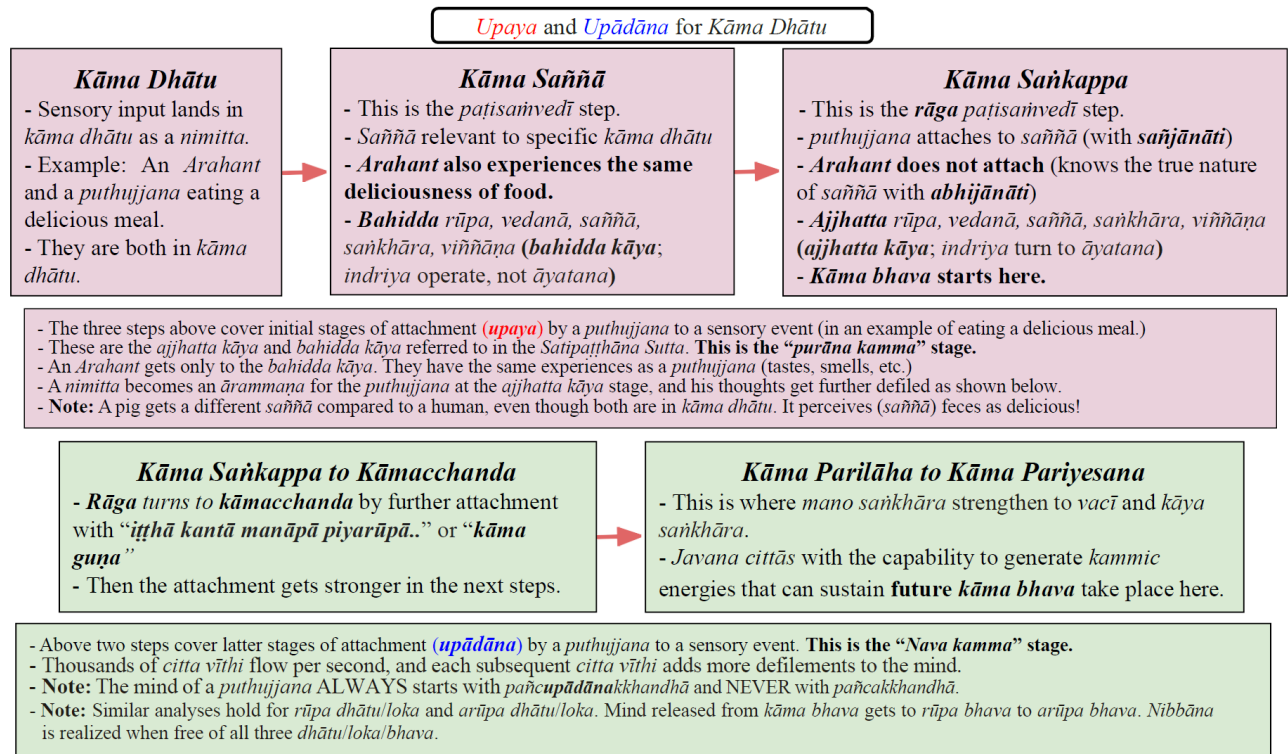 Upaya and Upādāna for Kāma Dhātu
Kāma Dhātu
- Sensory input lands in
kāma dhātu as a nimitta.
- Example: An Arahant
and a puthujjana eating a
delicious meal.
- They are both in kāma
dhātu.
Kāma Saññā
- This is the paṭisaṁvedī step.
- Saññā relevant to specific kāma dhātu
- Arahant also experiences the same
deliciousness of food.
- Bahidda rūpa, vedanā, saññā,
saṅkhāra, viññāṇa (bahidda kāya;
indriya operate, not āyatana)
Kāma Saṅkappa
- This is the rāga paṭisaṁvedī step.
- puthujjana attaches to saññā (with sañjānāti)
- Arahant does not attach (knows the true nature
of saññā with abhijānāti)
- Ajjhatta rūpa, vedanā, saññā, saṅkhāra, viññāṇa
(ajjhatta kāya; indriya turn to āyatana)
- Kāma bhava starts here.
- The three steps above cover initial stages of attachment (upaya) by a puthujjana to a sensory event (in an example of eating a delicious meal.)
- These are the ajjhatta kāya and bahidda kāya referred to in the Satipaṭṭhāna Sutta. This is the “purāna kamma” stage.
- An Arahant gets only to the bahidda kāya. They have the same experiences as a puthujjana (tastes, smells, etc.)
- A nimitta becomes an ārammaṇa for the puthujjana at the ajjhatta kāya stage, and his thoughts get further defiled as shown below.
- Note: A pig gets a different saññā compared to a human, even though both are in kāma dhātu. It perceives (saññā) feces as delicious!
Kāma Saṅkappa to Kāmacchanda
- Rāga turns to kāmacchanda by further attachment
with “iṭṭhā kantā manāpā piyarūpā..” or “kāma
guṇa”
- Then the attachment gets stronger in the next steps.
Kāma Parilāha to Kāma Pariyesana
- This is where mano saṅkhāra strengthen to vacī and kāya
saṅkhāra.
- Javana cittās with the capability to generate kammic
energies that can sustain future kāma bhava take place here.
- Above two steps cover latter stages of attachment (upādāna) by a puthujjana to a sensory event. This is the “Nava kamma” stage.
- Thousands of citta vīthi flow per second, and each subsequent citta vīthi adds more defilements to the mind.
- Note: The mind of a puthujjana ALWAYS starts with pañcupādānakkhandhā and NEVER with pañcakkhandhā.
- Note: Similar analyses hold for rūpa dhātu/loka and arūpa dhātu/loka. Mind released from kāma bhava gets to rūpa bhava to arūpa bhava. Nibbāna
is realized when free of all three dhātu/loka/bhava.